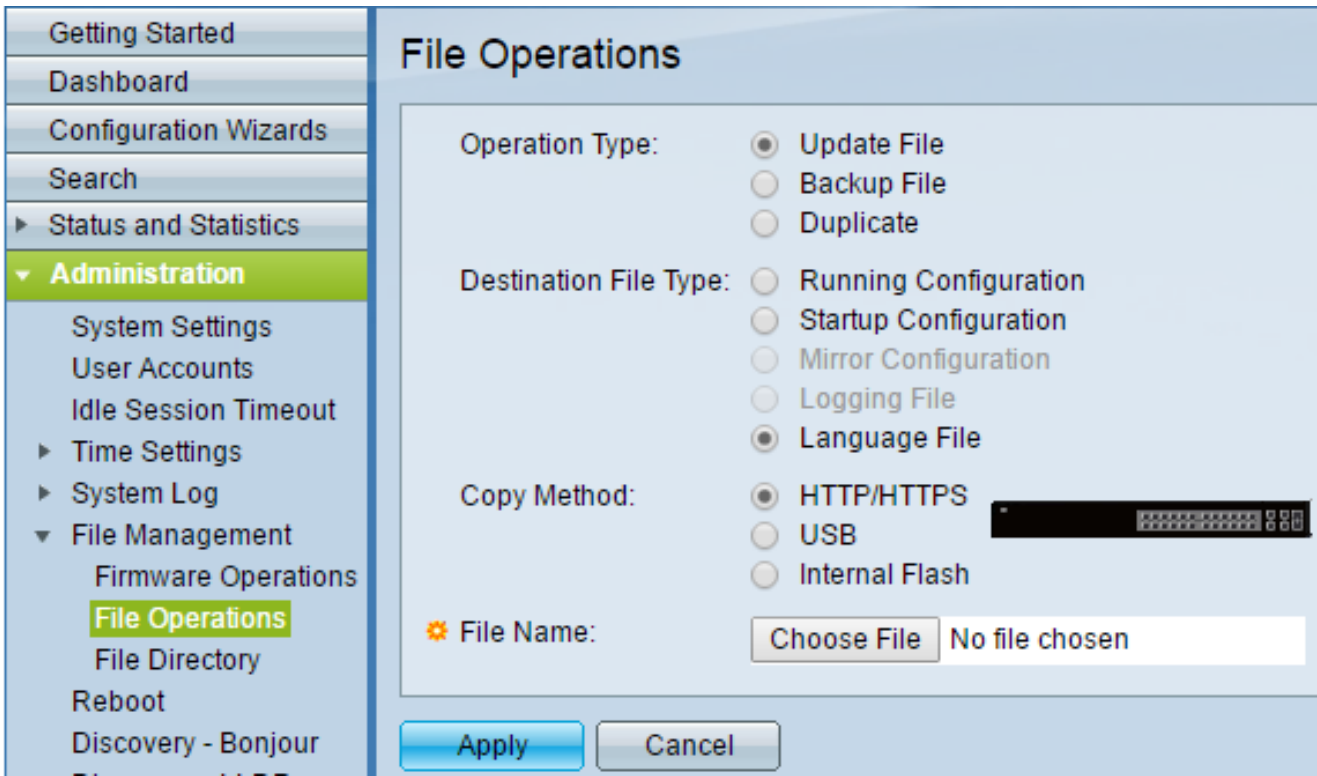 Getting Started
Dashboard
Configuration Wizards
Search
Status and Statistics
Administration
System Settings
User Accounts
Idle Session Timeout
Time Settings
System Log
File Management
Firmware Operations
File Operations
File Directory
Reboot
Discovery - Bonjour
File Operations
Operation Type:
Update File
Backup File
Duplicate
Destination File Type:
Running Configuration
Startup Configuration
Mirror Configuration
Logging File
Language File
Copy Method:
HTTP/HTTPS
USB
Internal Flash
File Name:
Choose File No file chosen
Apply
Cancel